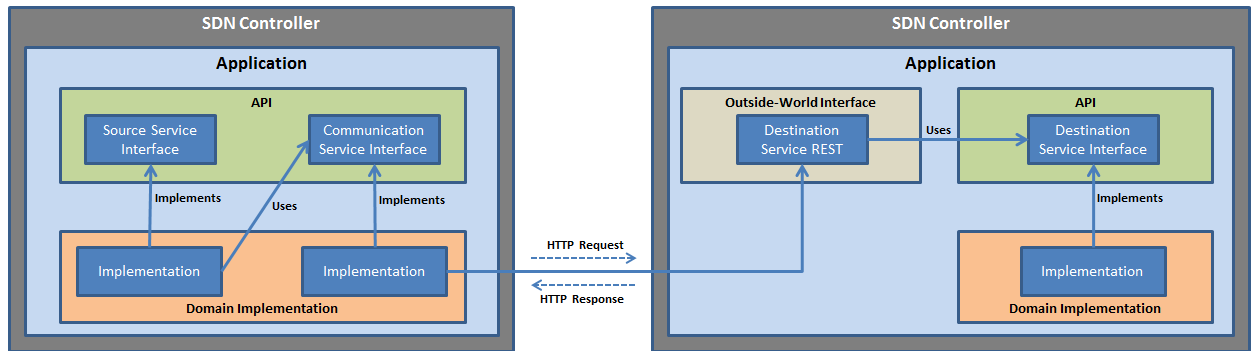 SDN Controller
Application
API
Source Service
Interface
Communication
Service Interface
Implements
Uses
Implements
Implementation
Implementation
Domain Implementation
HTTP Request
HTTP Response
SDN Controller
Application
Outside-World Interface
Destination
Service REST
Uses
API
Destination
Service Interface
Implements
Implementation
Domain Implementation